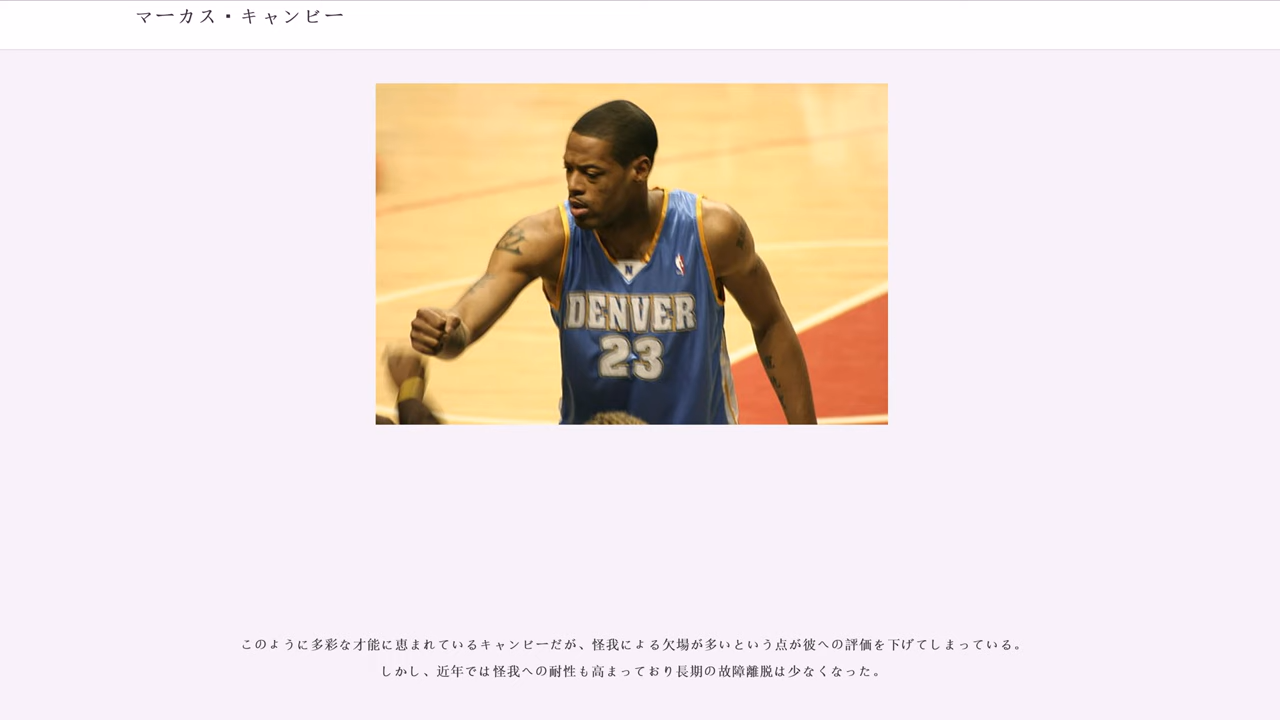 マーカス・キャンビー
N
DENVER
23
このように多彩な才能に恵まれているキャンビーだが、怪我による欠場が多いという点が彼への評価を下げてしまっている。
しかし、近年では怪我への耐性も高まっており長期の故障離脱は少なくなった。